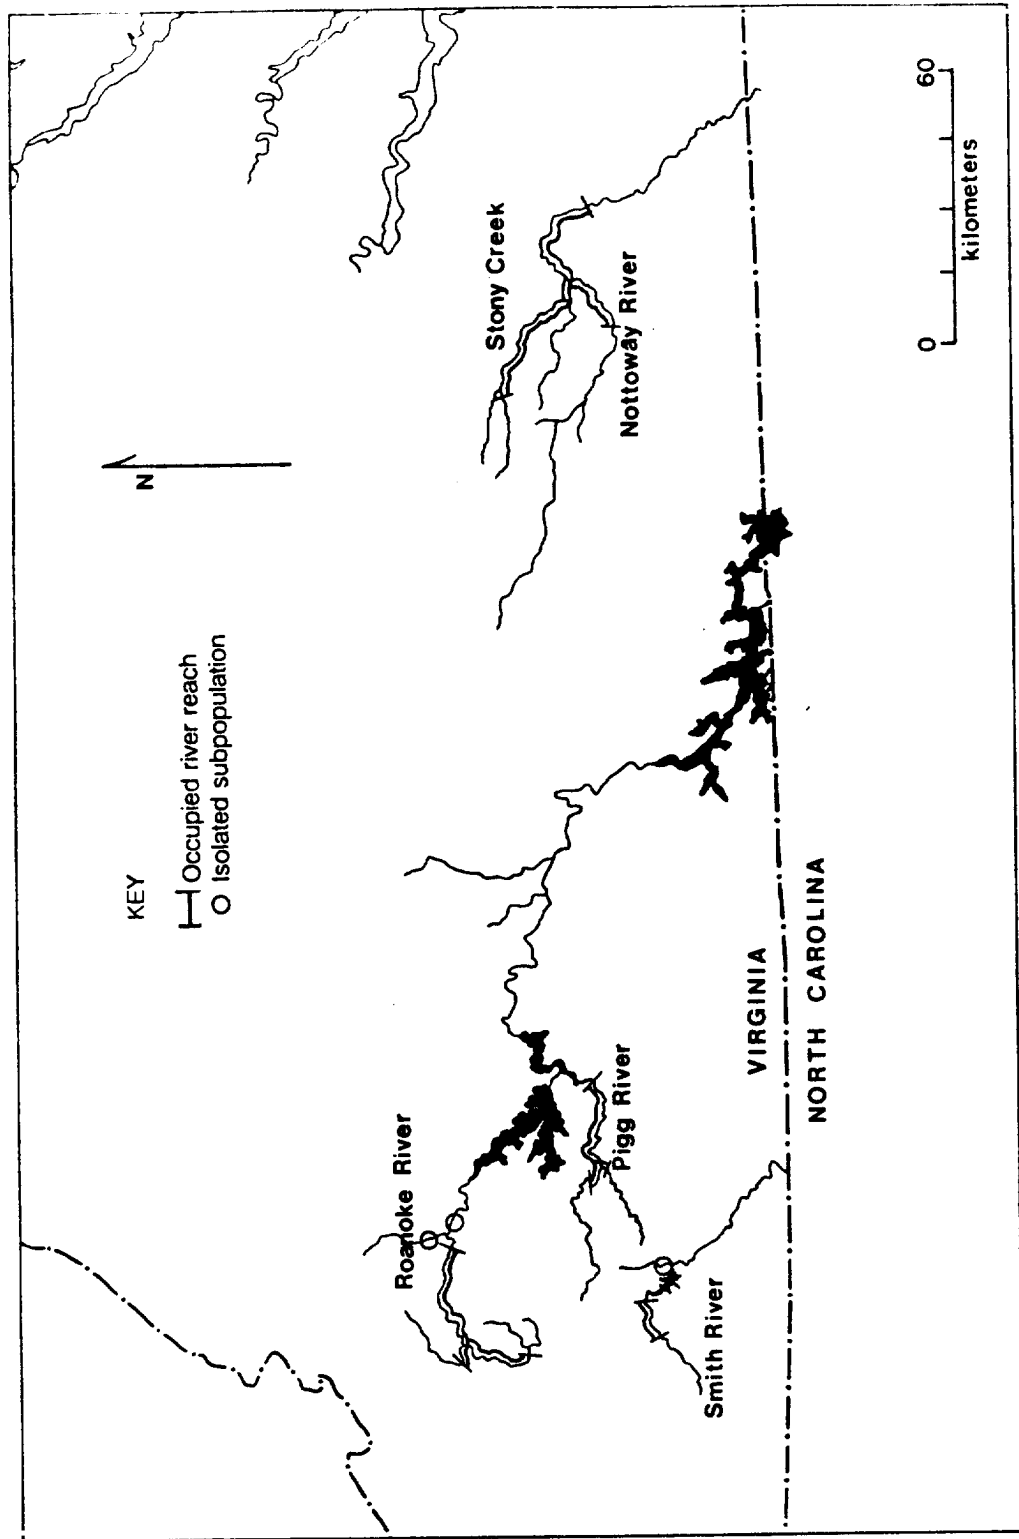 N
KEY
Occupied river reach
Isolated subpopulation
Stony Creek
Nottoway River
Roanoke River
Pigg River
Smith River
VIRGINIA
NORTH CAROLINA
0 60
kilometers